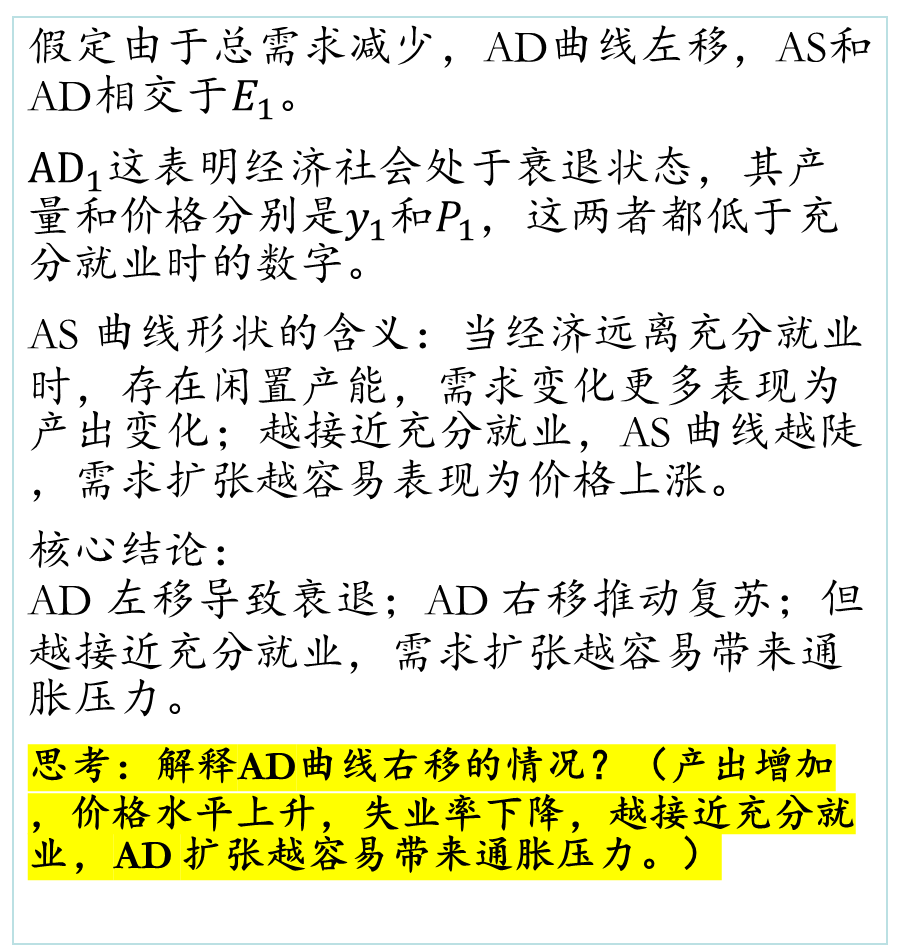 假定由于总需求减少，AD曲线左移，AS和
AD相交于E₁。
AD₁这表明经济社会处于衰退状态，其产
量和价格分别是y₁和P₁，这两者都低于充
分就业时的数字。
AS 曲线形状的含义：当经济远离充分就业
时，存在闲置产能，需求变化更多表现为
产出变化；越接近充分就业，AS 曲线越陡
，需求扩张越容易表现为价格上涨。
核心结论：
AD 左移导致衰退；AD 右移推动复苏；但
越接近充分就业，需求扩张越容易带来通
胀压力。
思考：解释AD曲线右移的情况？（产出增加
，价格水平上升，失业率下降，越接近充分就
业，AD 扩张越容易带来通胀压力。）